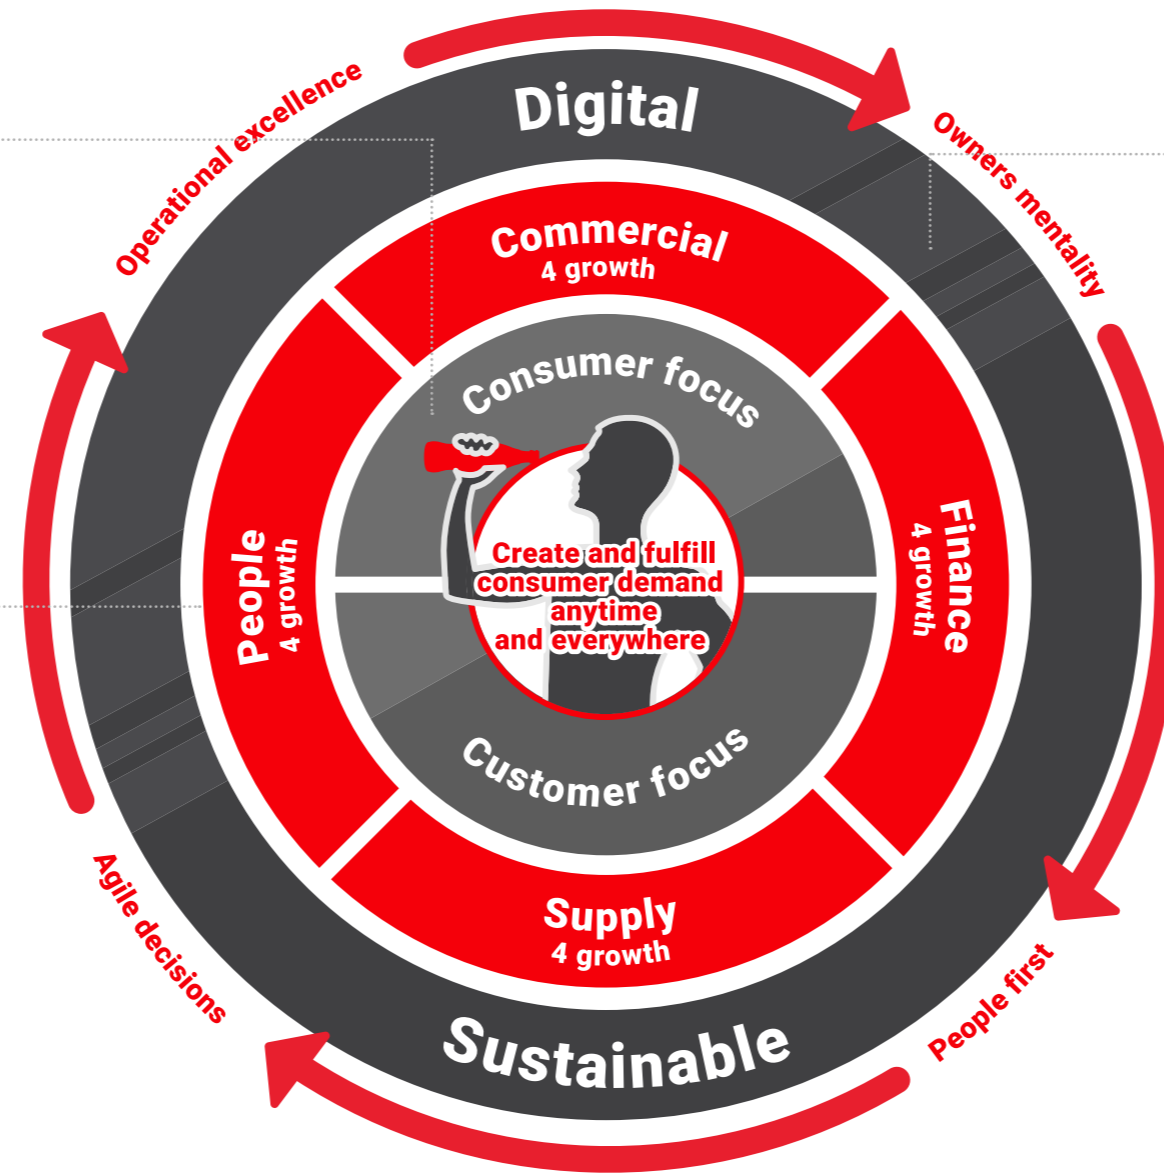 Operational excellence
Digital
Owners mentality
Commercial
4 growth
Consumer focus
People
4 growth
Create and fulfill
consumer demand
anytime
and everywhere
Finance
4 growth
Customer focus
Supply
4 growth
Agile decisions
Sustainable
People first